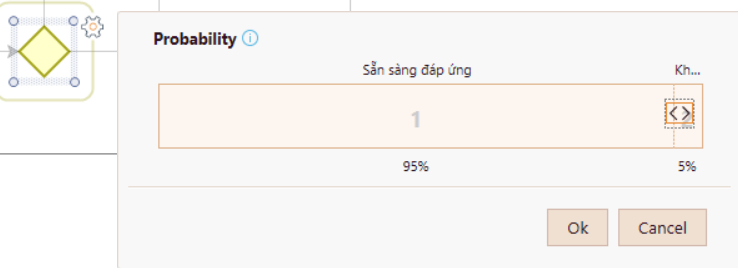 Probability
Sẵn sàng đáp ứng Kh...
1
95% 5%
Ok Cancel